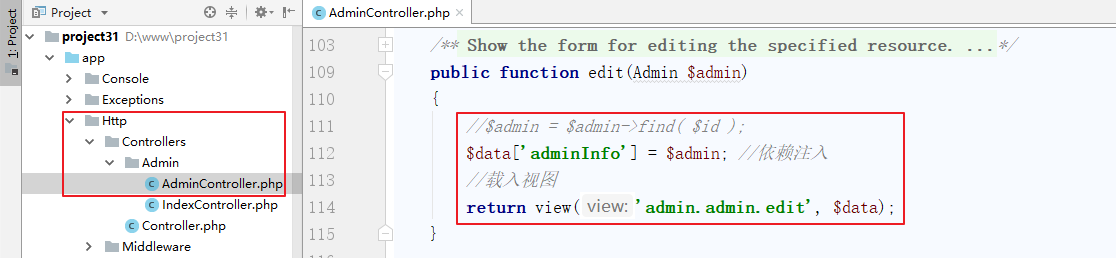 1: Project
Project
project31 D:\www\project31
app
Console
Exceptions
Http
Controllers
Admin
AdminController.php
IndexController.php
Controller.php
Middleware
AdminController.php ×
103 /** Show the form for editing the specified resource. ...*/
109 public function edit(Admin $admin)
110 {
111 //$admin = $admin->find( $id );
112 $data['adminInfo'] = $admin; //依赖注入
113 //载入视图
114 return view( view: 'admin.admin.edit', $data);
115 }